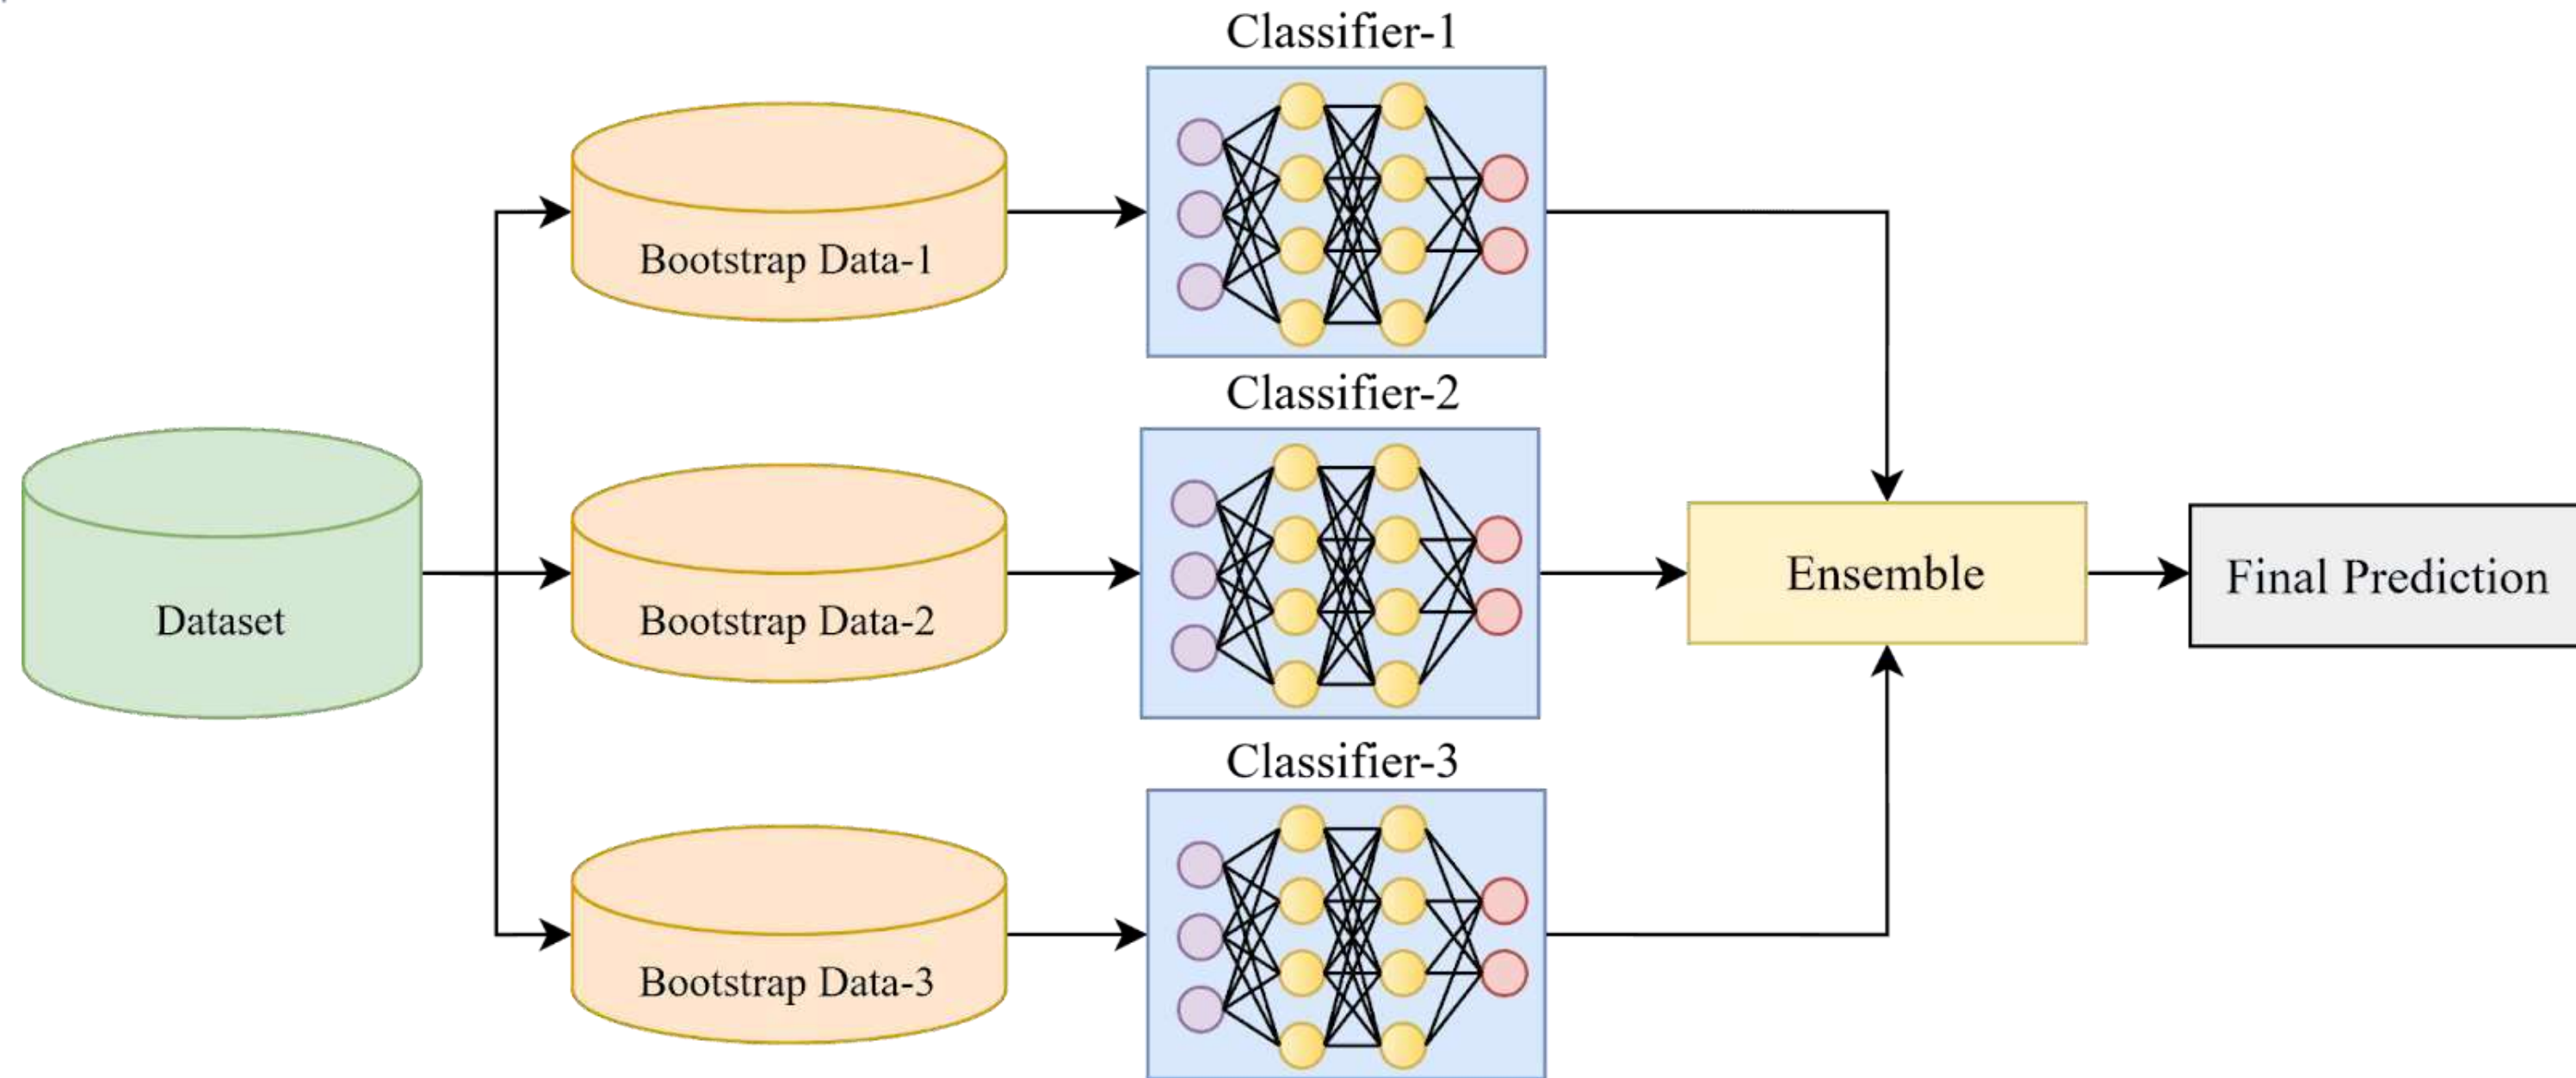 Classifier-1
Bootstrap Data-1
Classifier-2
Dataset
Bootstrap Data-2
Ensemble
Final Prediction
Classifier-3
Bootstrap Data-3